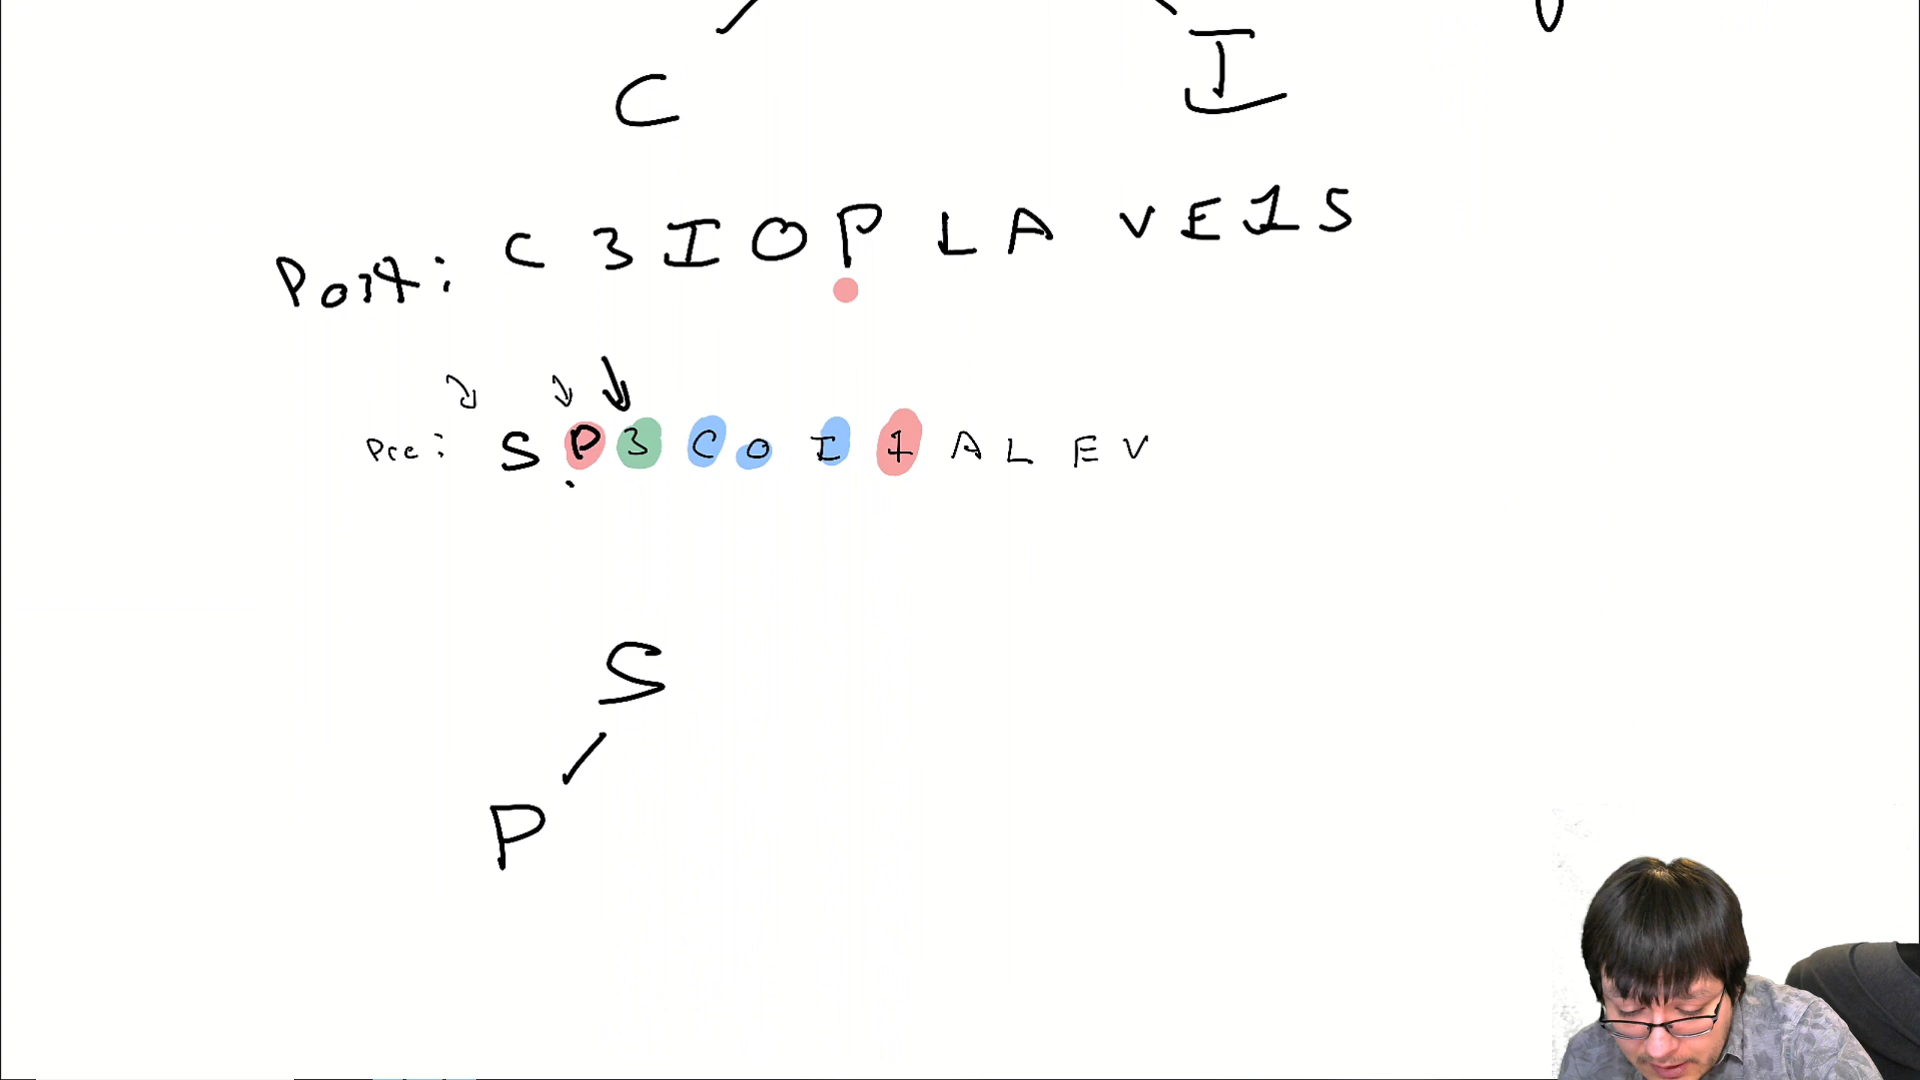 C I
Post: C 3 I O P L A V E 1 S
Pre: S P 3 C O I 1 A L E V
S
P